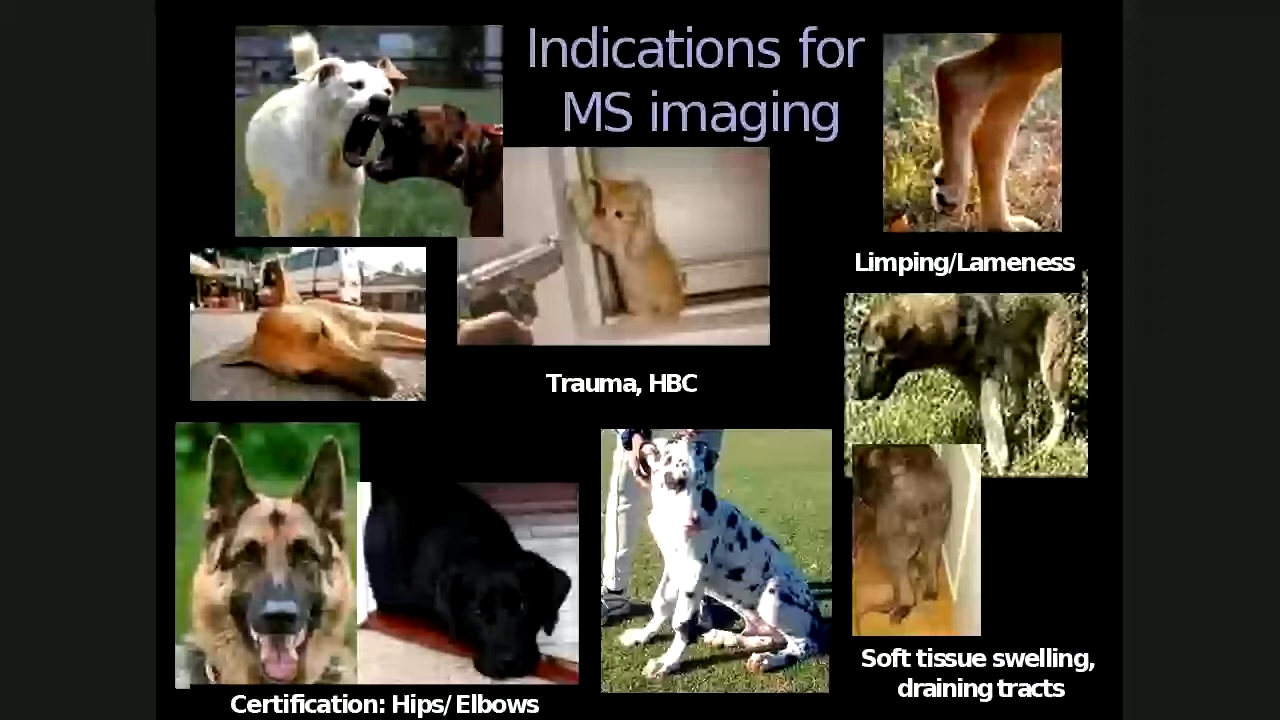 Indications for
MS imaging
Limping/Lameness
Trauma, HBC
Soft tissue swelling,
draining tracts
Certification: Hips/ Elbows